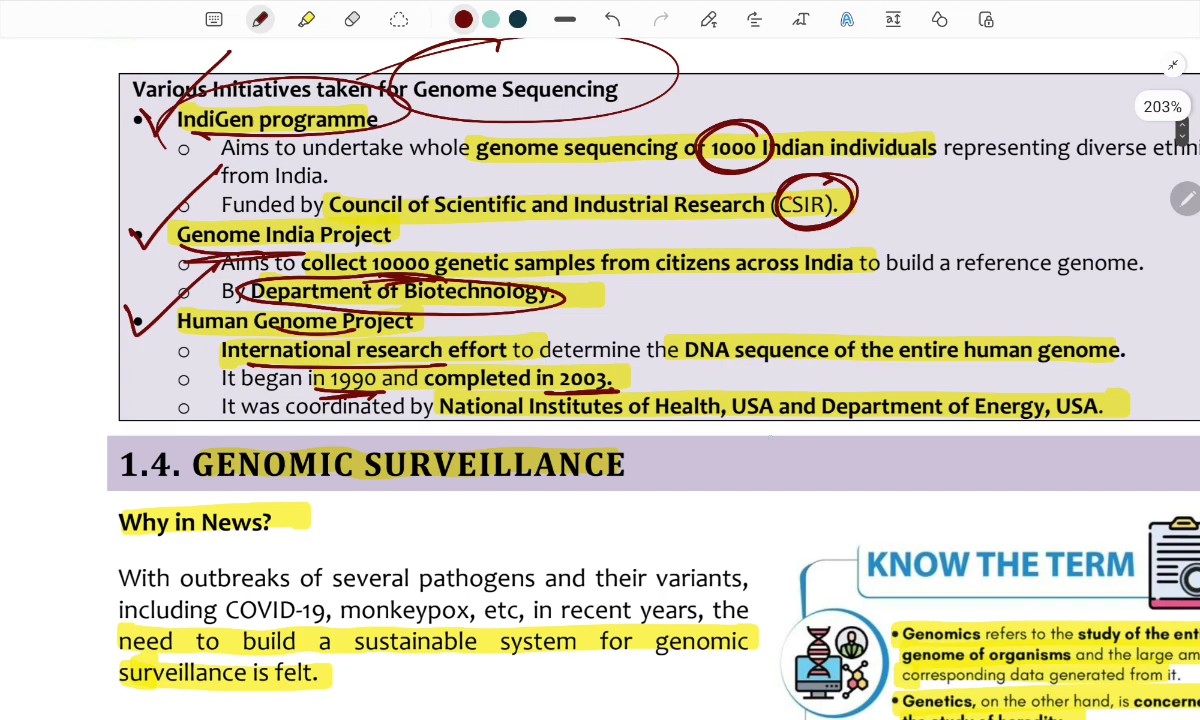 203%
Various Initiatives taken for Genome Sequencing
• IndiGen programme
o Aims to undertake whole genome sequencing of 1000 Indian individuals representing diverse
from India.
o Funded by Council of Scientific and Industrial Research (CSIR).
• Genome India Project
o Aims to collect 10000 genetic samples from citizens across India to build a reference genome.
o By Department of Biotechnology.
• Human Genome Project
o International research effort to determine the DNA sequence of the entire human genome.
o It began in 1990 and completed in 2003.
o It was coordinated by National Institutes of Health, USA and Department of Energy, USA.
1.4. GENOMIC SURVEILLANCE
Why in News?
With outbreaks of several pathogens and their variants,
including COVID-19, monkeypox, etc, in recent years, the
need to build a sustainable system for genomic
surveillance is felt.
KNOW THE TERM
• Genomics refers to the study of the
genome of organisms and the large
corresponding data generated from it.
• Genetics, on the other hand, is
the study of heredity